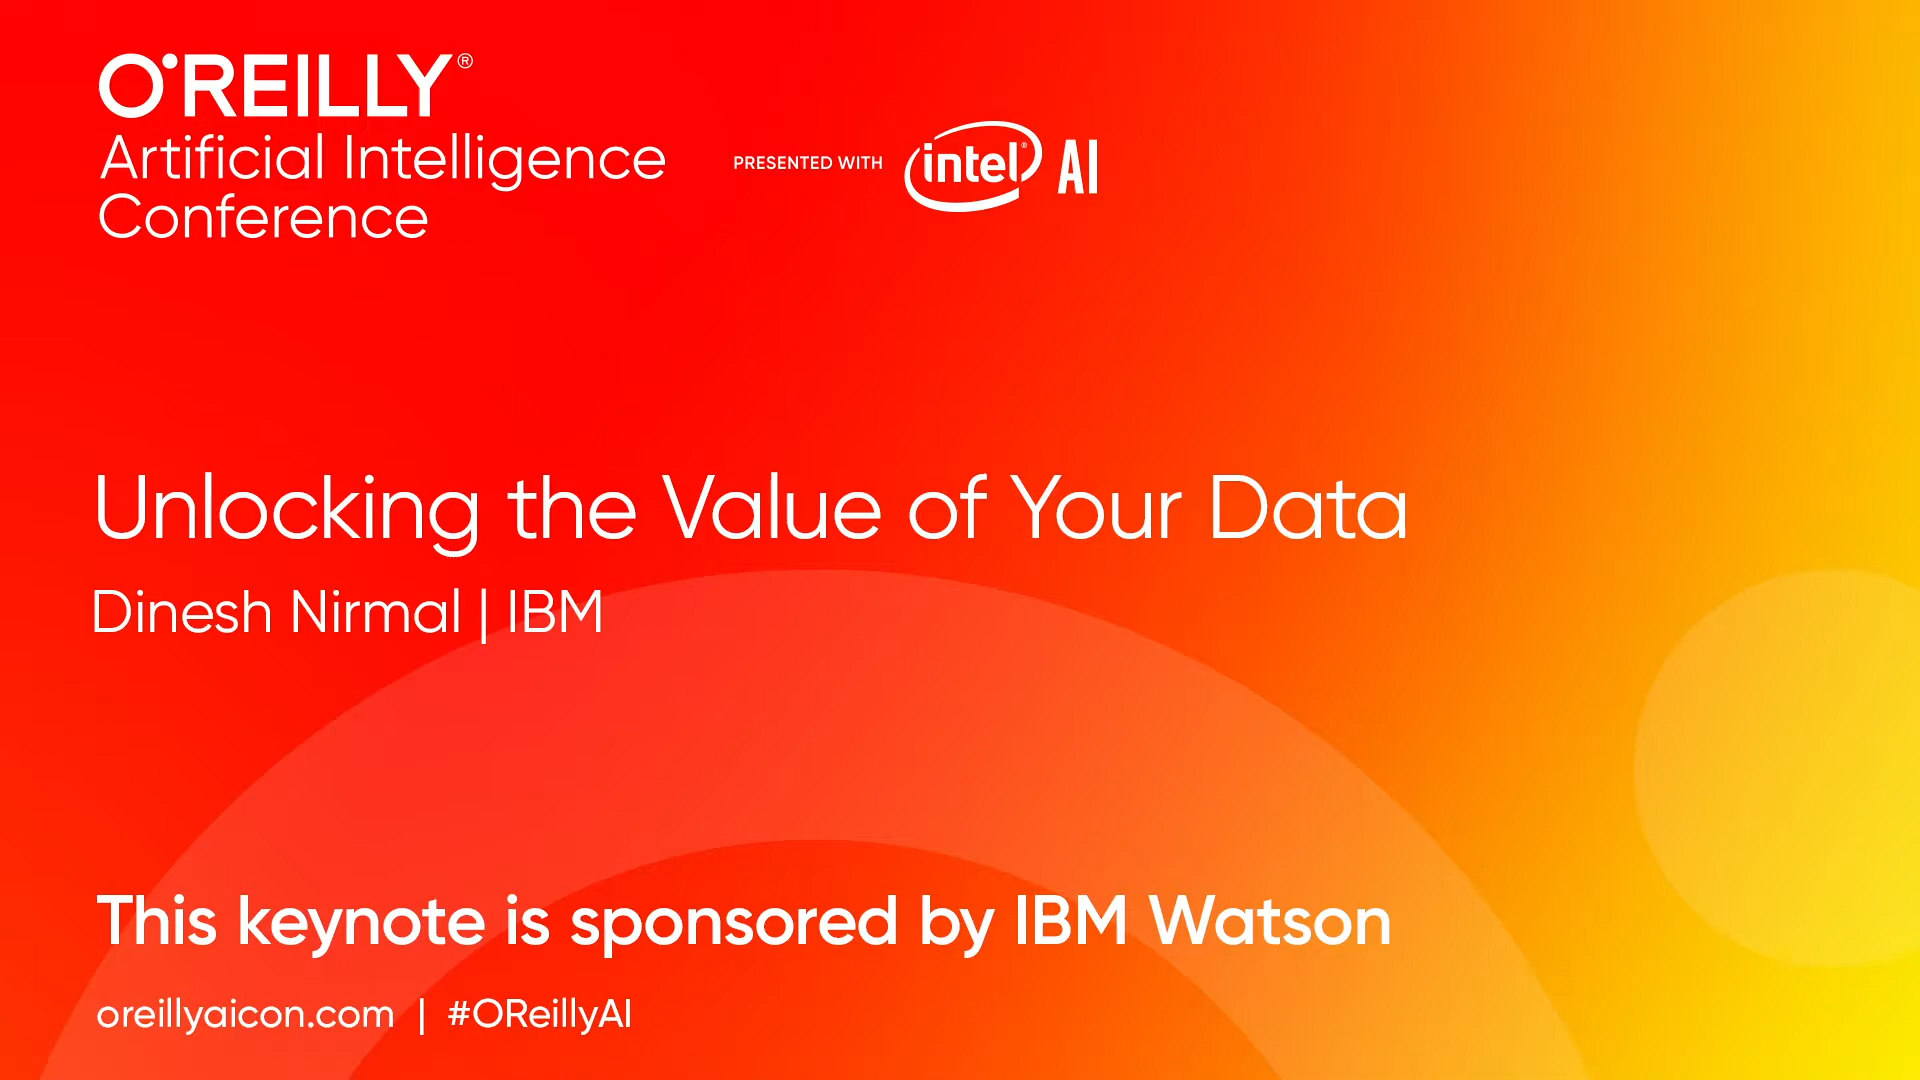 O'REILLY®
Artificial Intelligence
Conference
PRESENTED WITH intel® AI
Unlocking the Value of Your Data
Dinesh Nirmal | IBM
This keynote is sponsored by IBM Watson
oreillyaicon.com | #OReillyAI